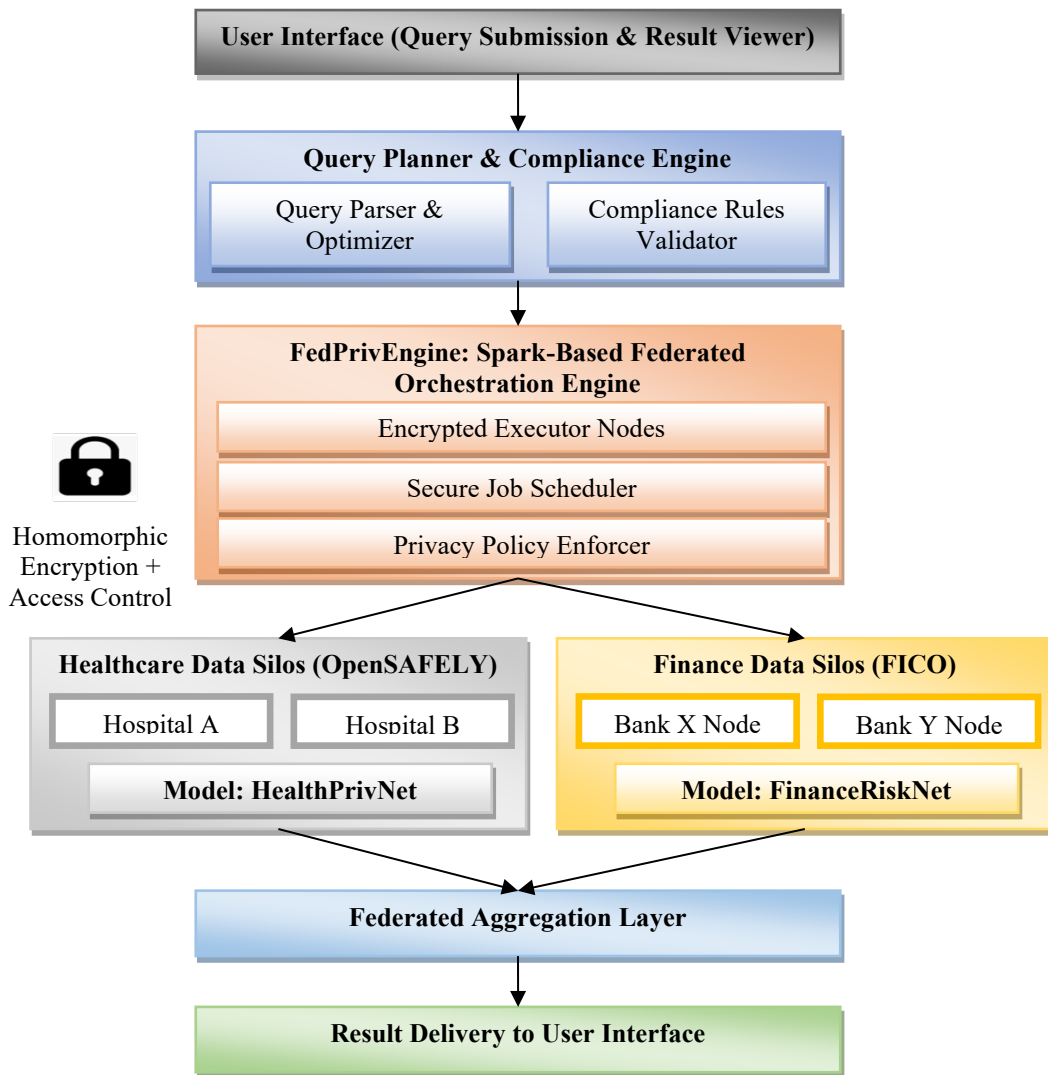 User Interface (Query Submission & Result Viewer)
Query Planner & Compliance Engine
Query Parser &
Optimizer
Compliance Rules
Validator
FedPrivEngine: Spark-Based Federated
Orchestration Engine
Encrypted Executor Nodes
Secure Job Scheduler
Privacy Policy Enforcer
Homomorphic
Encryption +
Access Control
Healthcare Data Silos (OpenSAFELY)
Hospital A
Hospital B
Model: HealthPrivNet
Finance Data Silos (FICO)
Bank X Node
Bank Y Node
Model: FinanceRiskNet
Federated Aggregation Layer
Result Delivery to User Interface